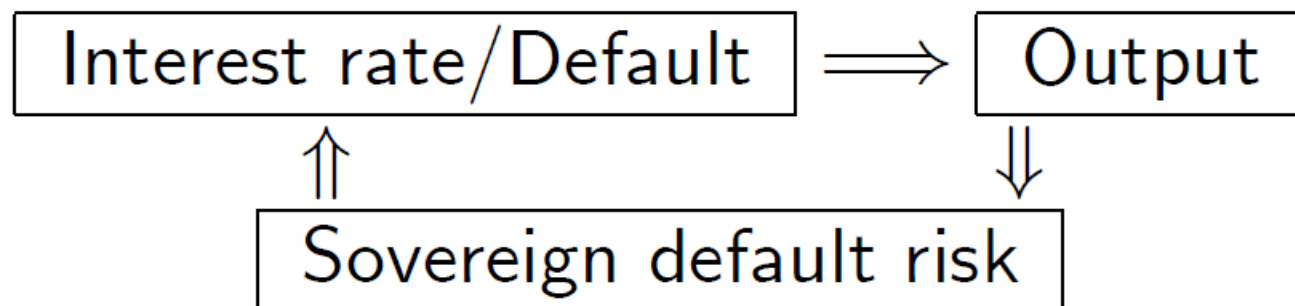 Interest rate/Default ⟹ Output
⇑ ⇓
Sovereign default risk